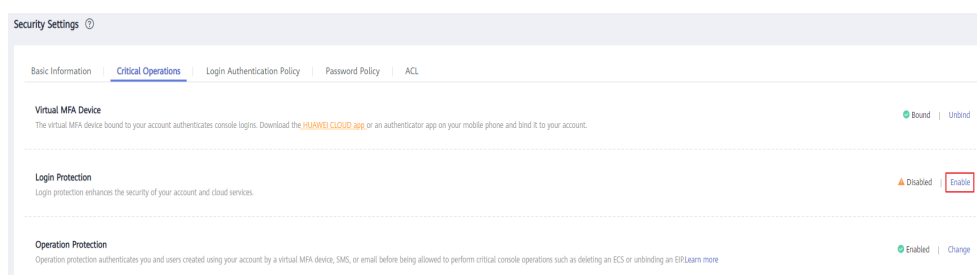 Security Settings ?
Basic Information | Critical Operations | Login Authentication Policy | Password Policy | ACL
Virtual MFA Device
The virtual MFA device bound to your account authenticates console logins. Download the HUAWEI CLOUD app or an authenticator app on your mobile phone and bind it to your account.
Bound | Unbind
Login Protection
Login protection enhances the security of your account and cloud services.
Disabled | Enable
Operation Protection
Operation protection authenticates you and users created using your account by a virtual MFA device, SMS, or email before being allowed to perform critical console operations such as deleting an ECS or unbinding an EIP.Learn more
Enabled | Change